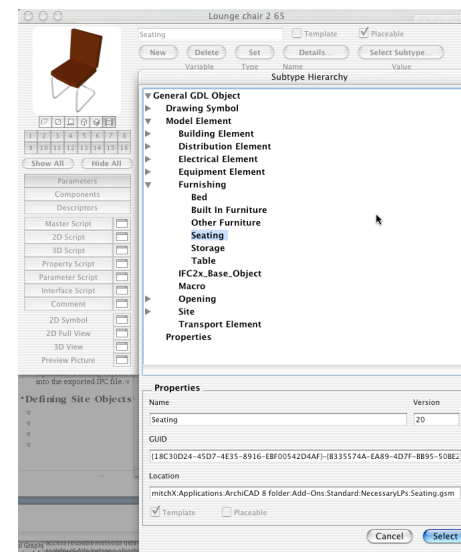 Lounge chair 2 65
Seating
Template
Placeable
New
Delete
Set
Details...
Select Subtype...
Variable Type Name Value
Subtype Hierarchy
General GDL Object
Drawing Symbol
Model Element
Building Element
Distribution Element
Electrical Element
Equipment Element
Furnishing
Bed
Built In Furniture
Other Furniture
Seating
Storage
Table
IFC2x_Base_Object
Macro
Opening
Site
Transport Element
Properties
1 2 3 4 5 6 7 8
9 10 11 12 13 14 15 16
Show All
Hide All
Parameters
Components
Descriptors
Master Script
2D Script
3D Script
Property Script
Parameter Script
Interface Script
Comment
2D Symbol
2D Full View
3D View
Preview Picture
into the exported IFC file.
•Defining Site Objects
Properties
Name Version
Seating 20
GUID
{18C30D24-45D7-4E35-8916-EBF00542D4AF}-{B335574A-EA89-4D7F-BB95-50BE2
Location
mitchX:Applications:ArchiCAD 8 folder:Add-Ons:Standard:NecessaryLPs:Seating.gsm
Template
Placeable
Cancel
Select